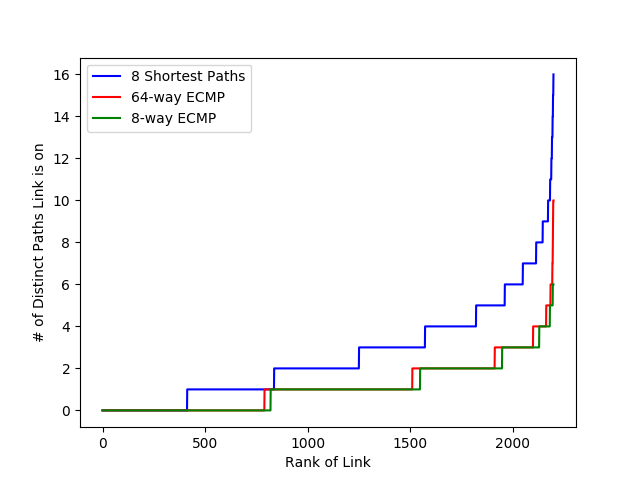 16
14
12
10
8
6
4
2
0
# of Distinct Paths Link is on
8 Shortest Paths
64-way ECMP
8-way ECMP
0
500
1000
1500
2000
Rank of Link